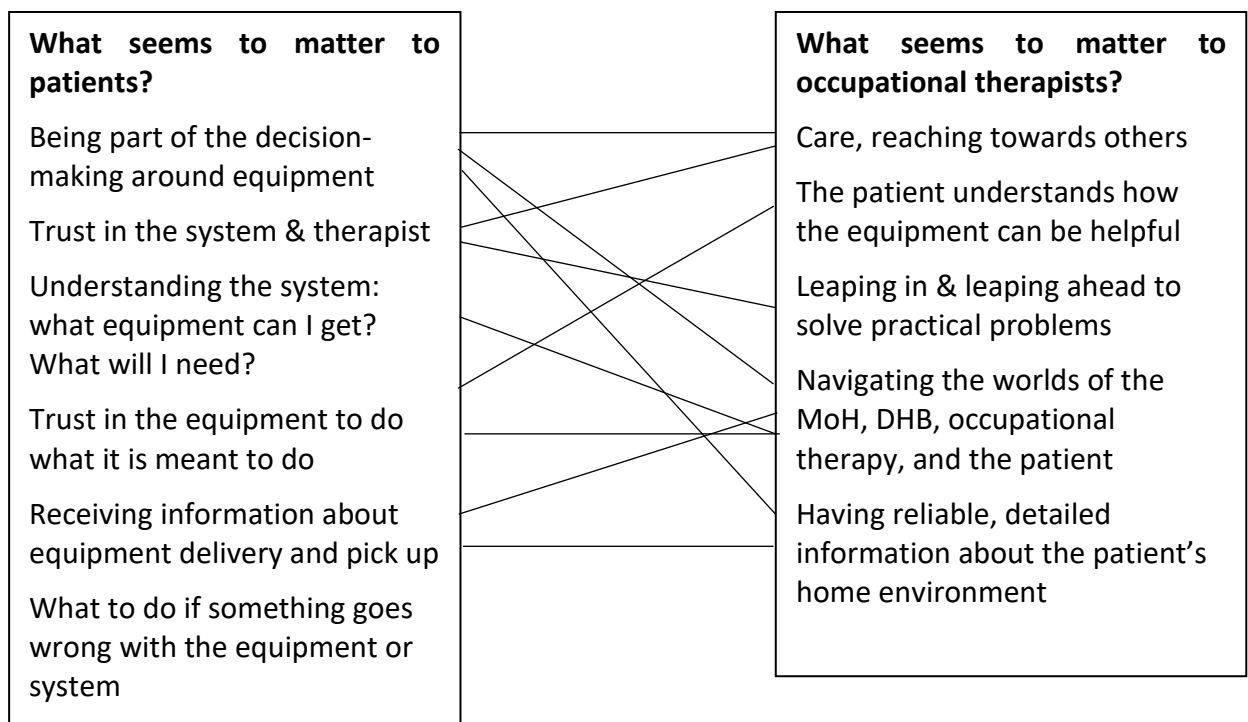 What seems to matter to
patients?
Being part of the decision-
making around equipment
Trust in the system & therapist
Understanding the system:
what equipment can I get?
What will I need?
Trust in the equipment to do
what it is meant to do
Receiving information about
equipment delivery and pick up
What to do if something goes
wrong with the equipment or
system
What seems to matter to
occupational therapists?
Care, reaching towards others
The patient understands how
the equipment can be helpful
Leaping in & leaping ahead to
solve practical problems
Navigating the worlds of the
MoH, DHB, occupational
therapy, and the patient
Having reliable, detailed
information about the patient’s
home environment